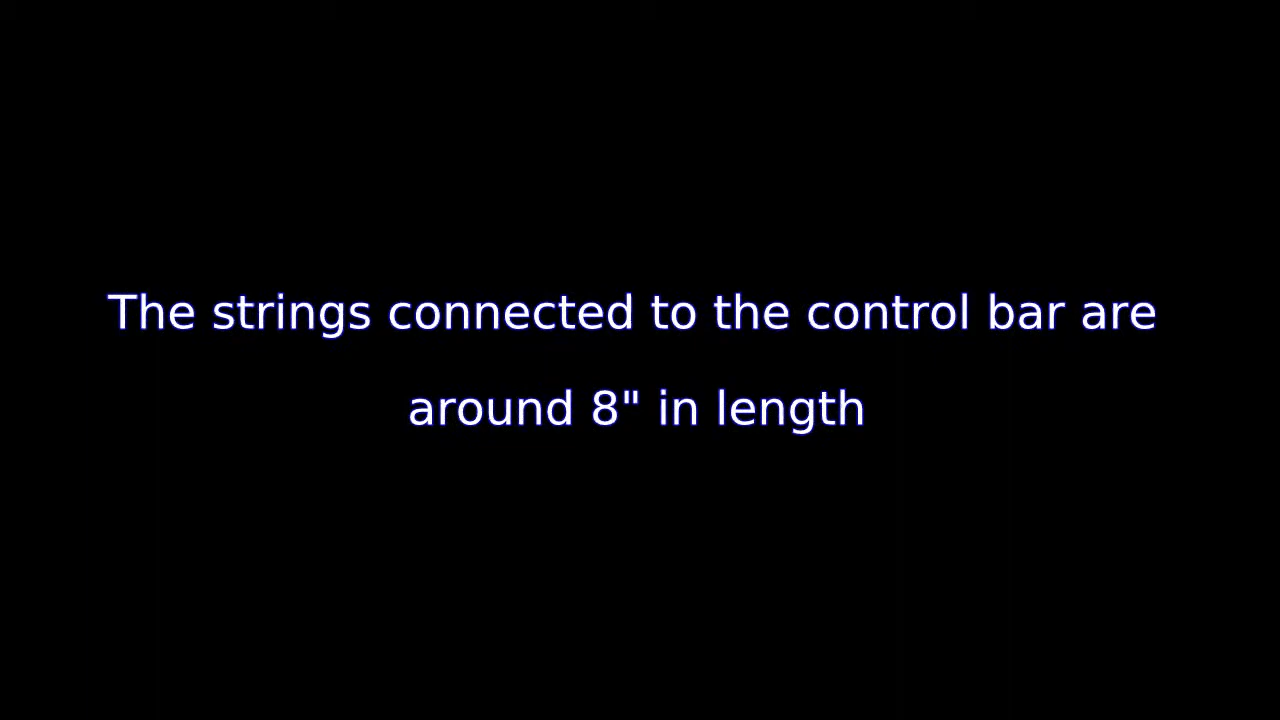 The strings connected to the control bar are
around 8" in length